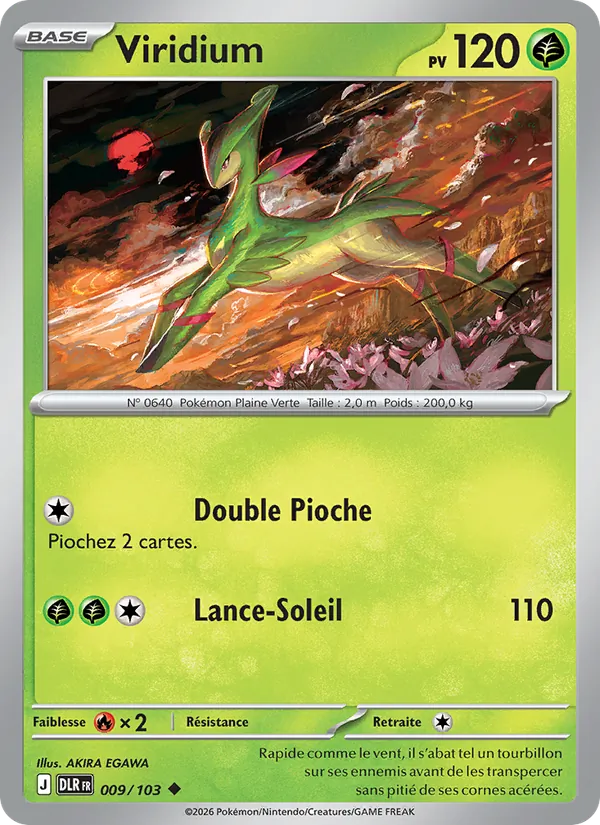 BASE
Viridium
PV 120
N° 0640 Pokémon Plaine Verte Taille : 2,0 m Poids : 200,0 kg
Double Pioche
Piochez 2 cartes.
Lance-Soleil 110
Faiblesse × 2 Résistance Retraite
Illus. AKIRA EGAWA
Rapide comme le vent, il s'abat tel un tourbillon
sur ses ennemis avant de les transpercer
sans pitié de ses cornes acérées.
J DLR FR 009/103
©2026 Pokémon/Nintendo/Creatures/GAME FREAK